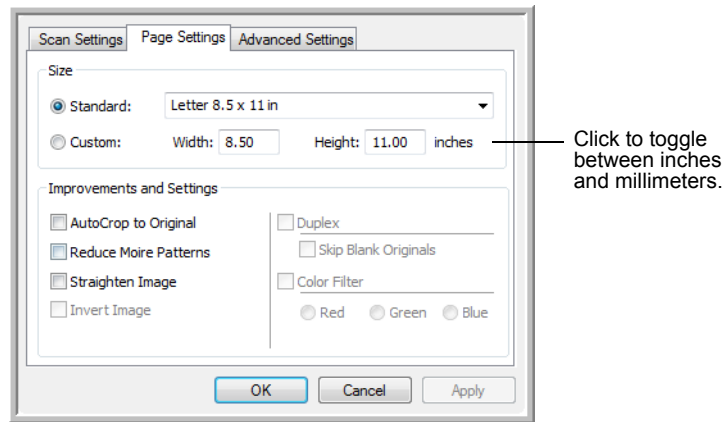 Scan Settings Page Settings Advanced Settings
Size
Standard: Letter 8.5 x 11 in
Custom: Width: 8.50 Height: 11.00 inches
Click to toggle
between inches
and millimeters.
Improvements and Settings
AutoCrop to Original
Reduce Moire Patterns
Straighten Image
Invert Image
Duplex
Skip Blank Originals
Color Filter
Red Green Blue
OK Cancel Apply